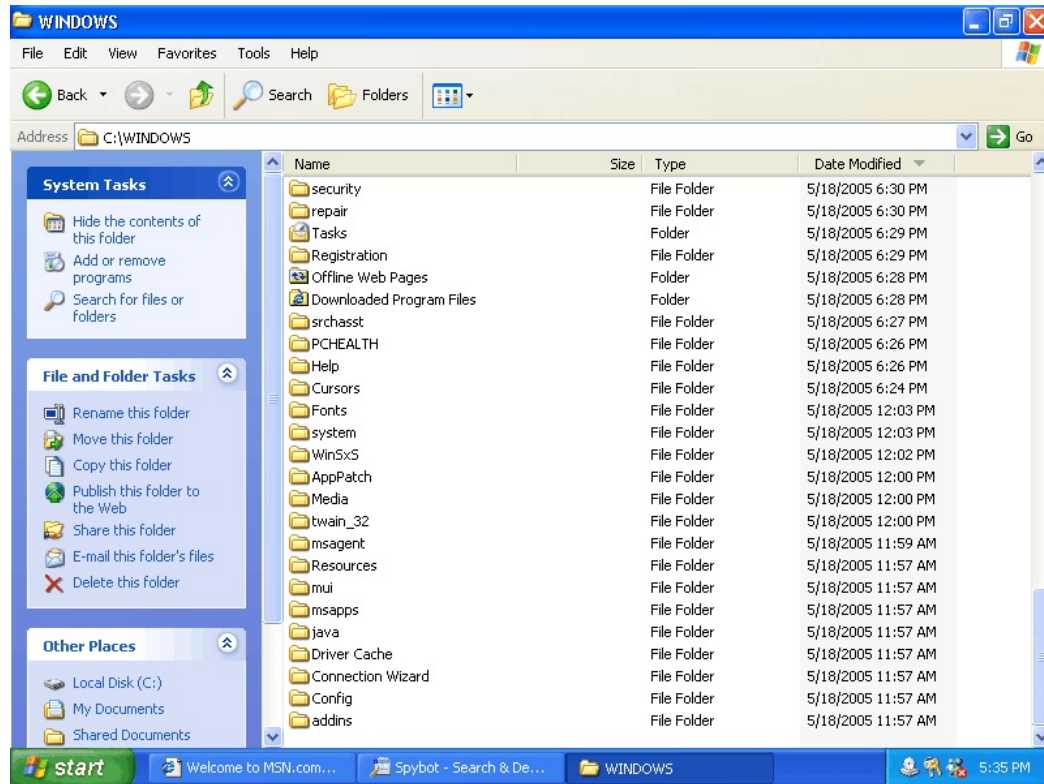 WINDOWS
File Edit View Favorites Tools Help
Back Search Folders
Address C:\WINDOWS Go
System Tasks
Hide the contents of
this folder
Add or remove
programs
Search for files or
folders
File and Folder Tasks
Rename this folder
Move this folder
Copy this folder
Publish this folder to
the Web
Share this folder
E-mail this folder's files
Delete this folder
Other Places
Local Disk (C:)
My Documents
Shared Documents
Name Size Type Date Modified
security File Folder 5/18/2005 6:30 PM
repair File Folder 5/18/2005 6:30 PM
Tasks Folder 5/18/2005 6:29 PM
Registration File Folder 5/18/2005 6:29 PM
Offline Web Pages Folder 5/18/2005 6:28 PM
Downloaded Program Files Folder 5/18/2005 6:28 PM
srchasst File Folder 5/18/2005 6:27 PM
PCHEALTH File Folder 5/18/2005 6:26 PM
Help File Folder 5/18/2005 6:26 PM
Cursors File Folder 5/18/2005 6:24 PM
Fonts File Folder 5/18/2005 12:03 PM
system File Folder 5/18/2005 12:03 PM
WinSxS File Folder 5/18/2005 12:02 PM
AppPatch File Folder 5/18/2005 12:00 PM
Media File Folder 5/18/2005 12:00 PM
twain_32 File Folder 5/18/2005 12:00 PM
msagent File Folder 5/18/2005 11:59 AM
Resources File Folder 5/18/2005 11:57 AM
mui File Folder 5/18/2005 11:57 AM
msapps File Folder 5/18/2005 11:57 AM
java File Folder 5/18/2005 11:57 AM
Driver Cache File Folder 5/18/2005 11:57 AM
Connection Wizard File Folder 5/18/2005 11:57 AM
Config File Folder 5/18/2005 11:57 AM
addins File Folder 5/18/2005 11:57 AM
start Welcome to MSN.com... Spybot - Search & De... WINDOWS 5:35 PM